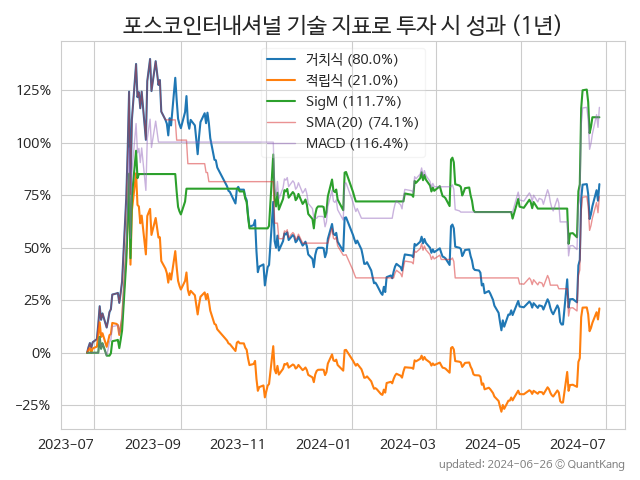 포스코인터내셔널 기술 지표로 투자 시 성과 (1년)
거치식 (80.0%)
적립식 (21.0%)
SigM (111.7%)
SMA(20) (74.1%)
MACD (116.4%)
125%
100%
75%
50%
25%
0%
−25%
2023-07 2023-09 2023-11 2024-01 2024-03 2024-05 2024-07
updated: 2024-06-26 ⓒ QuantKang